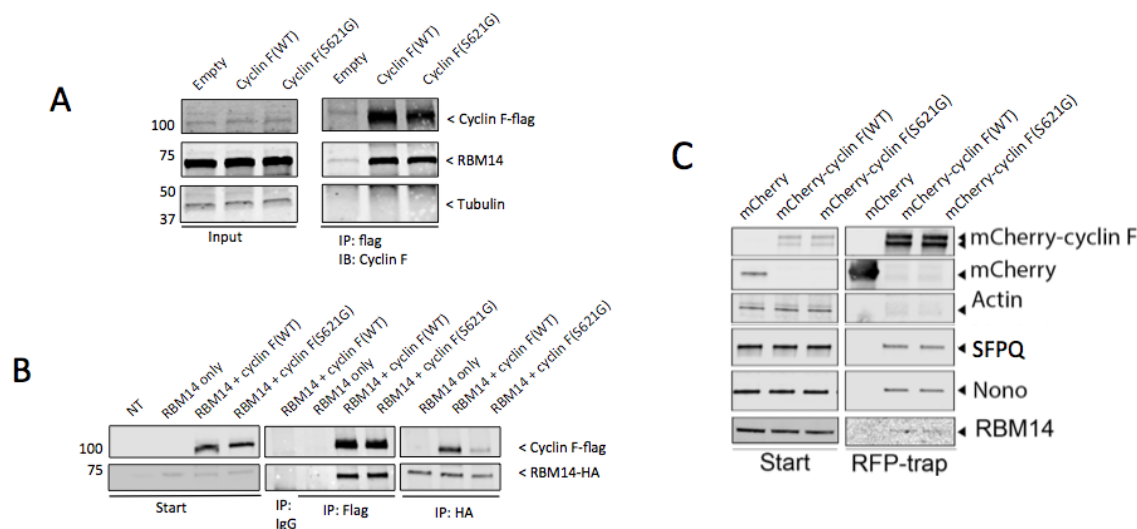 A
Empty
Cyclin F(WT)
Cyclin F(S621G)
Empty
Cyclin F(WT)
Cyclin F(S621G)
100
< Cyclin F-flag
75
< RBM14
50
37
< Tubulin
Input
IP: flag
IB: Cyclin F
B
NT
RBM14 only
RBM14 + cyclin F(WT)
RBM14 + cyclin F(S621G)
RBM14 + cyclin F(WT)
RBM14 only
RBM14 + cyclin F(WT)
RBM14 + cyclin F(S621G)
RBM14 only
RBM14 + cyclin F(WT)
RBM14 + cyclin F(S621G)
100
< Cyclin F-flag
75
< RBM14-HA
Start
IP:
IgG
IP: Flag
IP: HA
C
mCherry
mCherry-cyclin F(WT)
mCherry-cyclin F(S621G)
mCherry
mCherry-cyclin F(WT)
mCherry-cyclin F(S621G)
mCherry-cyclin F
mCherry
Actin
SFPQ
Nono
RBM14
Start
RFP-trap